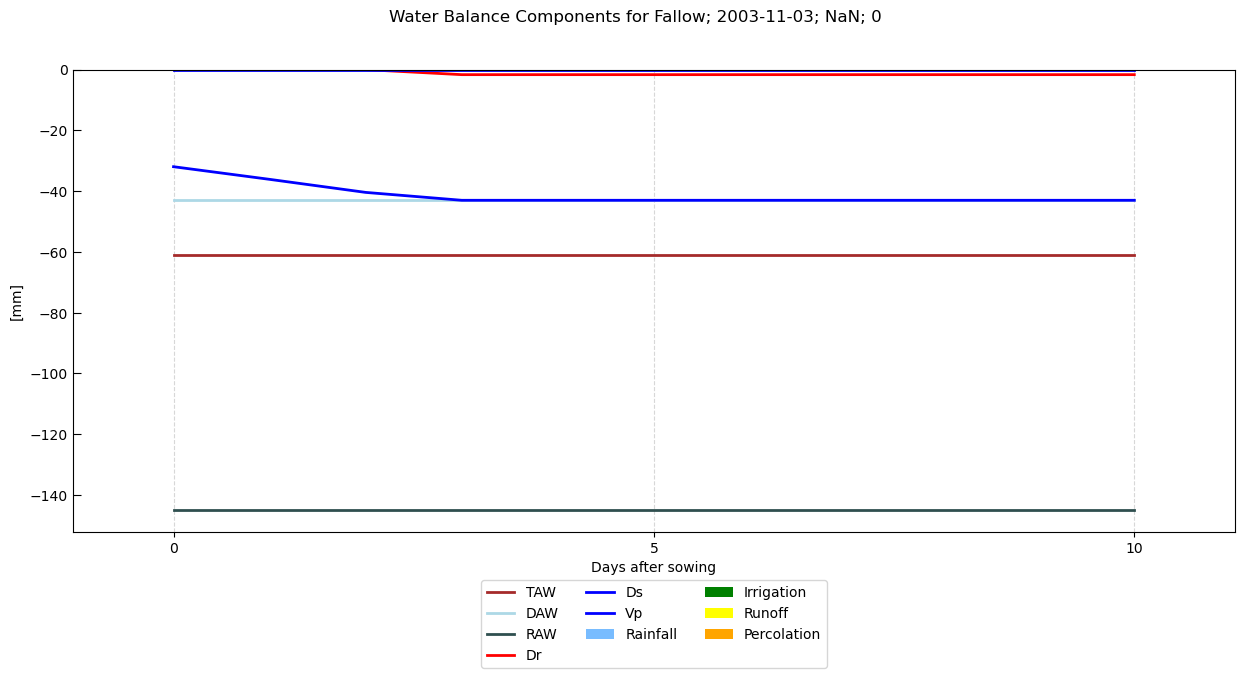 Water Balance Components for Fallow; 2003-11-03; NaN; 0
0
−20
−40
−60
−80
−100
−120
−140
[mm]
0 5 10
Days after sowing
TAW Ds Irrigation
DAW Vp Runoff
RAW Rainfall Percolation
Dr